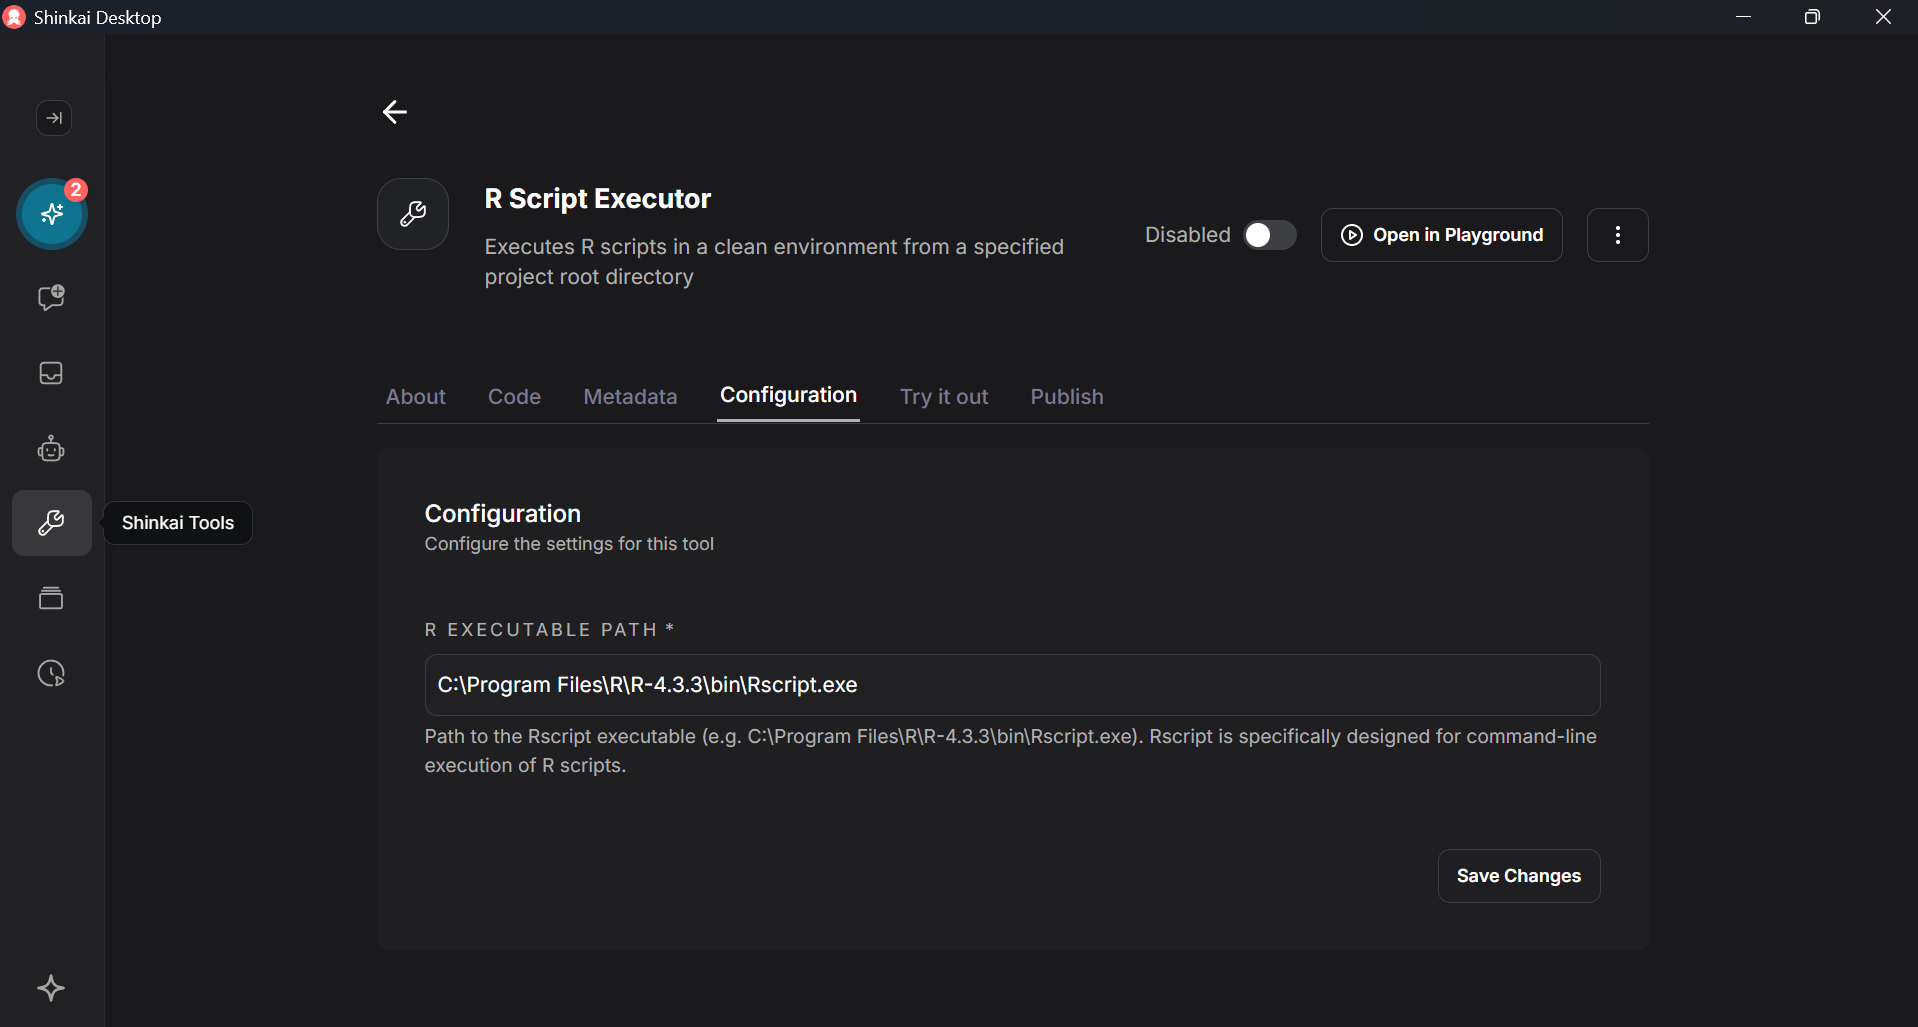 Shinkai Desktop
2
R Script Executor
Executes R scripts in a clean environment from a specified
project root directory
Disabled
Open in Playground
About
Code
Metadata
Configuration
Try it out
Publish
Shinkai Tools
Configuration
Configure the settings for this tool
R EXECUTABLE PATH *
C:\Program Files\R\R-4.3.3\bin\Rscript.exe
Path to the Rscript executable (e.g. C:\Program Files\R\R-4.3.3\bin\Rscript.exe). Rscript is specifically designed for command-line
execution of R scripts.
Save Changes